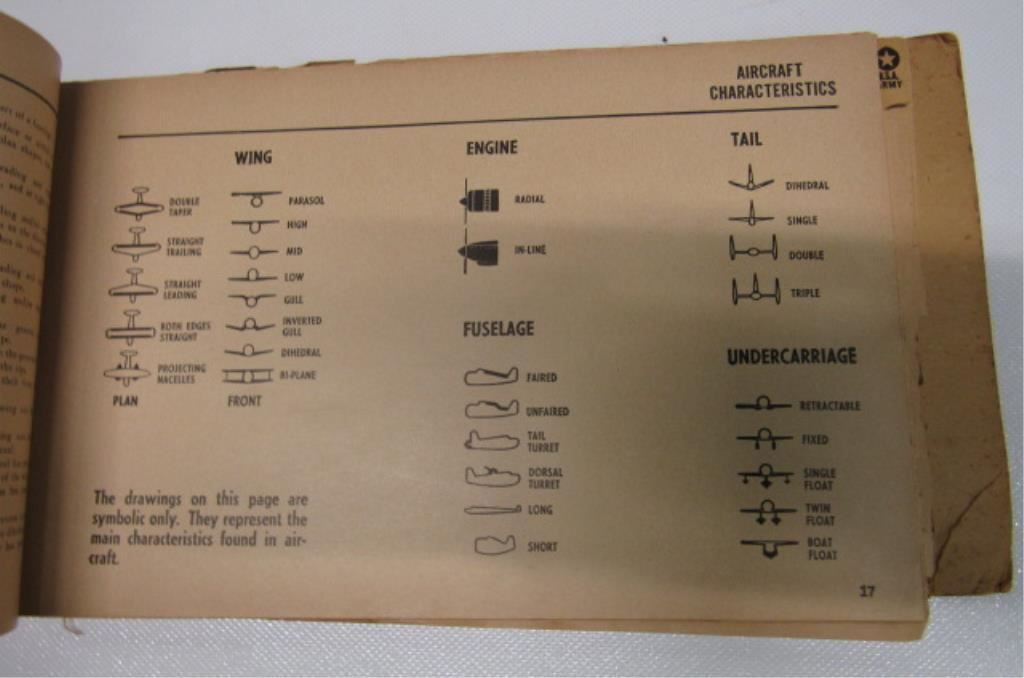 AIRCRAFT
CHARACTERISTICS
WING
DOUBLE
TAPER
STRAIGHT
TRAILING
STRAIGHT
LEADING
BOTH EDGES
STRAIGHT
PROJECTING
NACELLES
PLAN
PARASOL
HIGH
MID
LOW
GULL
INVERTED
GULL
DIHEDRAL
BI-PLANE
FRONT
The drawings on this page are
symbolic only. They represent the
main characteristics found in air-
craft.
ENGINE
RADIAL
IN-LINE
FUSELAGE
FAIRED
UNFAIRED
TAIL
TURRET
DORSAL
TURRET
LONG
SHORT
TAIL
DIHEDRAL
SINGLE
DOUBLE
TRIPLE
UNDERCARRIAGE
RETRACTABLE
FIXED
SINGLE
FLOAT
TWIN
FLOAT
BOAT
FLOAT
17